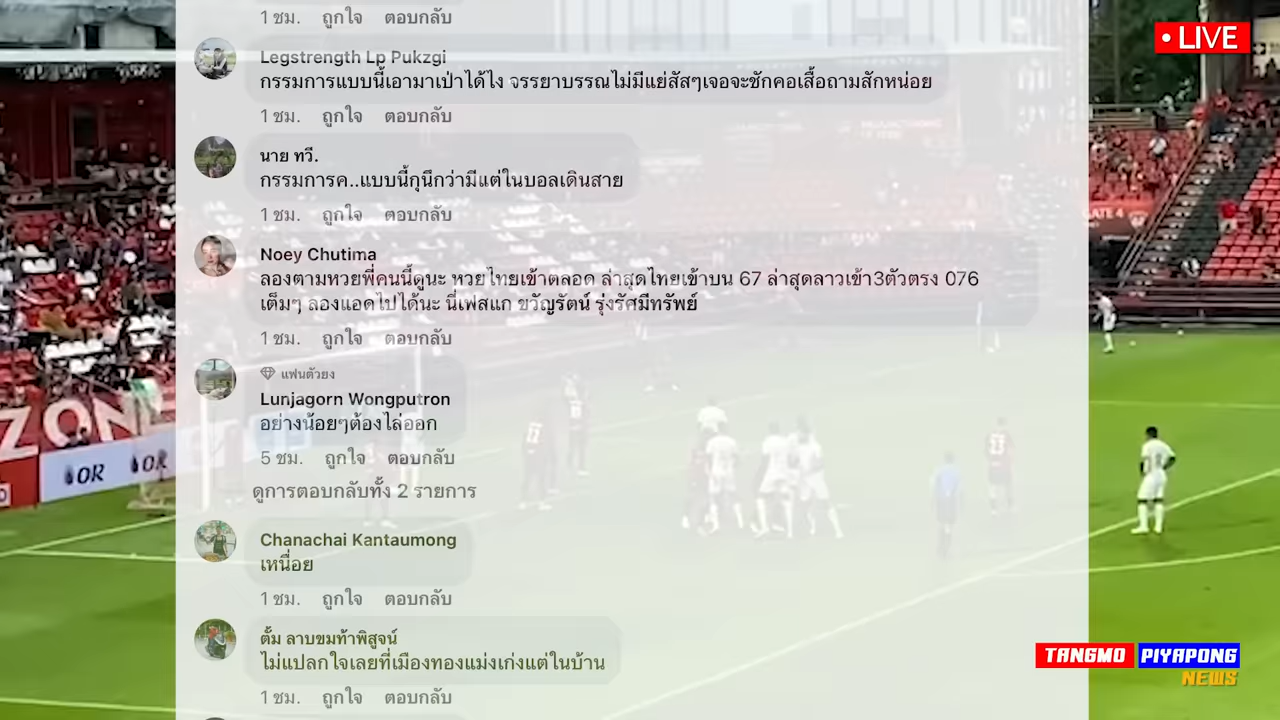 1 ชม. ถูกใจ ตอบกลับ
• LIVE
Legstrength Lp Pukzgi
กรรมการแบบนี้เอามาเป่าได้ไง จรรยาบรรณไม่มีแย่สัสๆเจอจะชักคอเสื้อถามสักหน่อย
1 ชม. ถูกใจ ตอบกลับ
นาย ทวี.
กรรมการค..แบบนี้กูนึกว่ามีแต่ในบอลเดินสาย
1 ชม. ถูกใจ ตอบกลับ
GATE 4
Noey Chutima
ลองตามหวยพี่คนนี้ดูนะ หวยไทยเข้าตลอด ล่าสุดไทยเข้าบน 67 ล่าสุดลาวเข้า3ตัวตรง 076
เต็มๆ ลองแอดไปได้นะ นี่เฟสแก ขวัญรัตน์ รุ่งรัศมีทรัพย์
1 ชม. ถูกใจ ตอบกลับ
แฟนตัวยง
Lunjagorn Wongputron
อย่างน้อยๆต้องไล่ออก
5 ชม. ถูกใจ ตอบกลับ
ZONE
OR OR
ดูการตอบกลับทั้ง 2 รายการ
Chanachai Kantaumong
เหนื่อย
1 ชม. ถูกใจ ตอบกลับ
ตั้ม ลาบขมท้าพิสูจน์
ไม่แปลกใจเลยที่เมืองทองแม่งเก่งแต่ในบ้าน
1 ชม. ถูกใจ ตอบกลับ
TANGMO PIYAPONG
NEWS